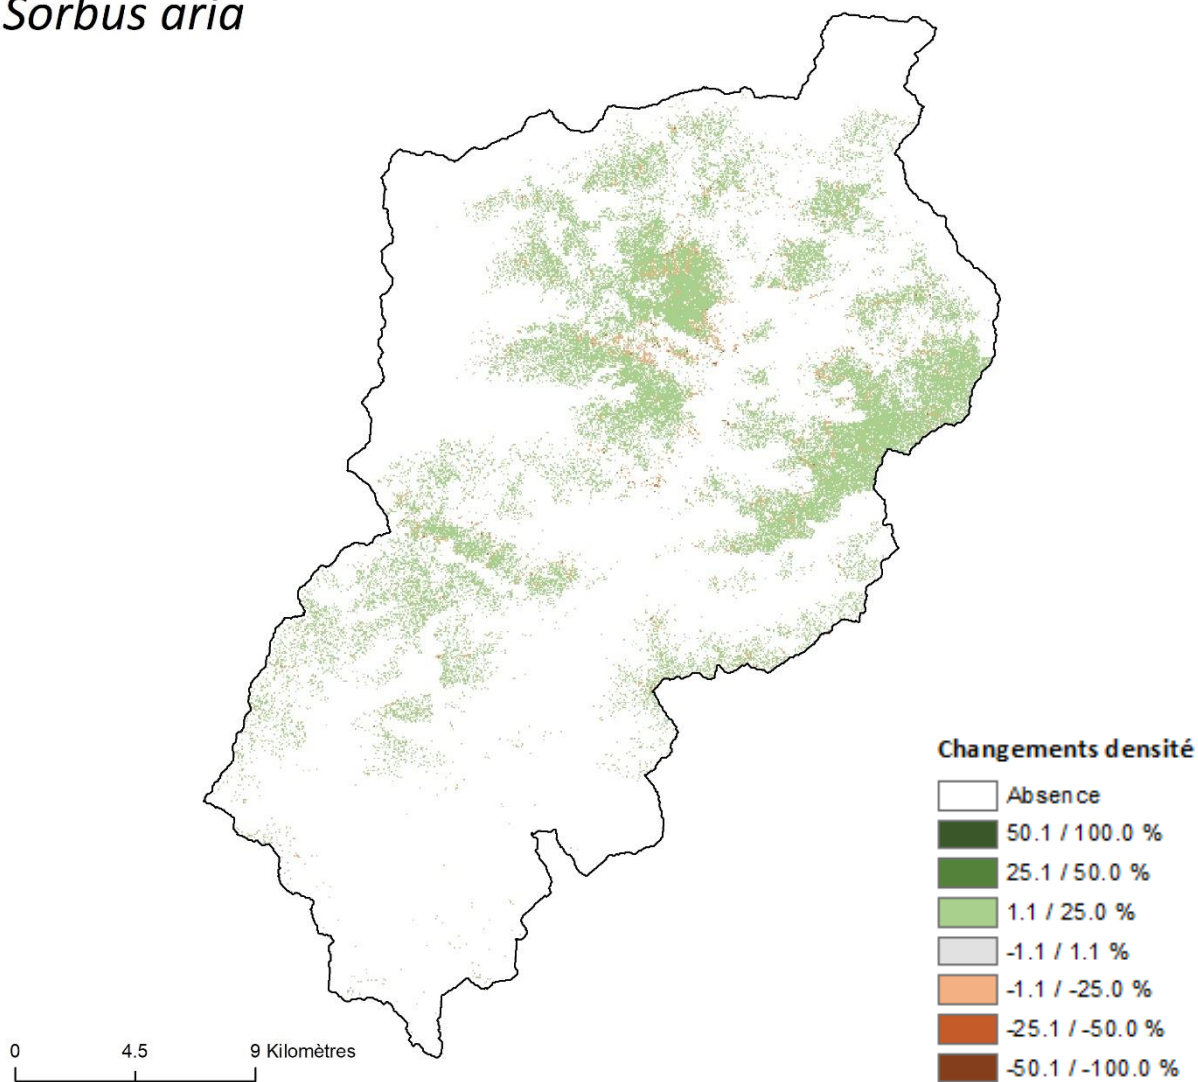 Sorbus aria
Changements densité
Absence
50.1 / 100.0 %
25.1 / 50.0 %
1.1 / 25.0 %
-1.1 / 1.1 %
-1.1 / -25.0 %
-25.1 / -50.0 %
-50.1 / -100.0 %
0 4.5 9 Kilomètres